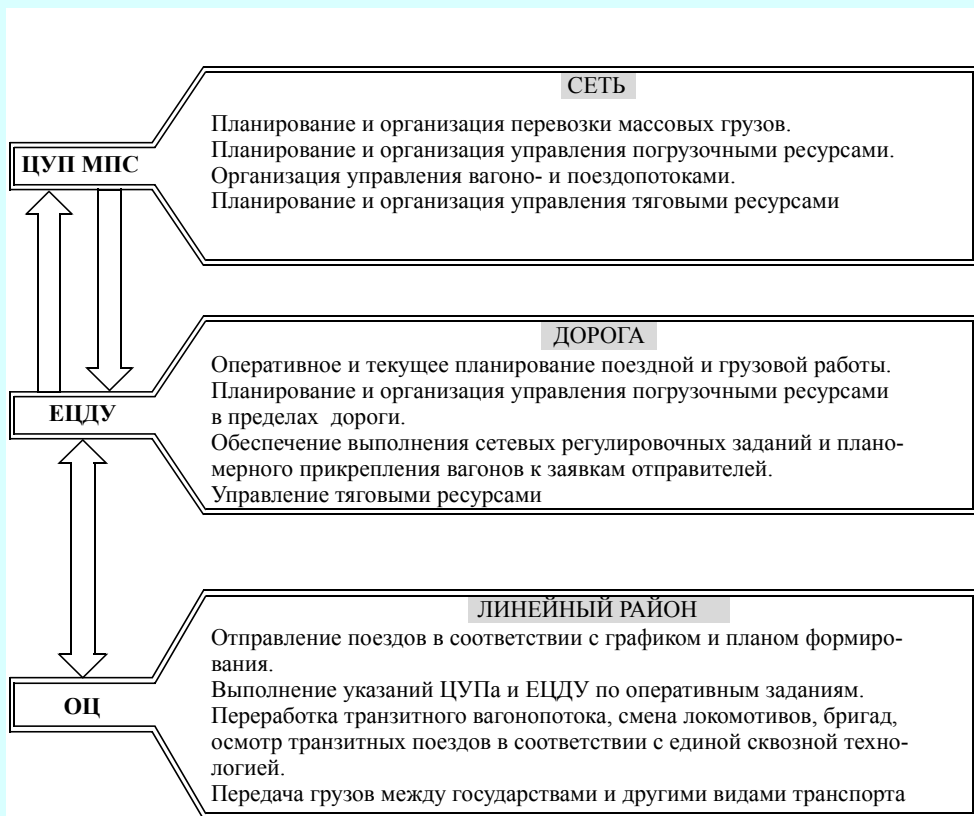 СЕТЬ
Планирование и организация перевозки массовых грузов.
Планирование и организация управления погрузочными ресурсами.
Организация управления вагоно- и поездопотоками.
Планирование и организация управления тяговыми ресурсами
ЦУП МПС
ДОРОГА
Оперативное и текущее планирование поездной и грузовой работы.
Планирование и организация управления погрузочными ресурсами
в пределах дороги.
Обеспечение выполнения сетевых регулировочных заданий и плано-
мерного прикрепления вагонов к заявкам отправителей.
Управление тяговыми ресурсами
ЕЦДУ
ЛИНЕЙНЫЙ РАЙОН
Отправление поездов в соответствии с графиком и планом формиро-
вания.
Выполнение указаний ЦУПа и ЕЦДУ по оперативным заданиям.
Переработка транзитного вагонопотока, смена локомотивов, бригад,
осмотр транзитных поездов в соответствии с единой сквозной техно-
логией.
Передача грузов между государствами и другими видами транспорта
ОЦ